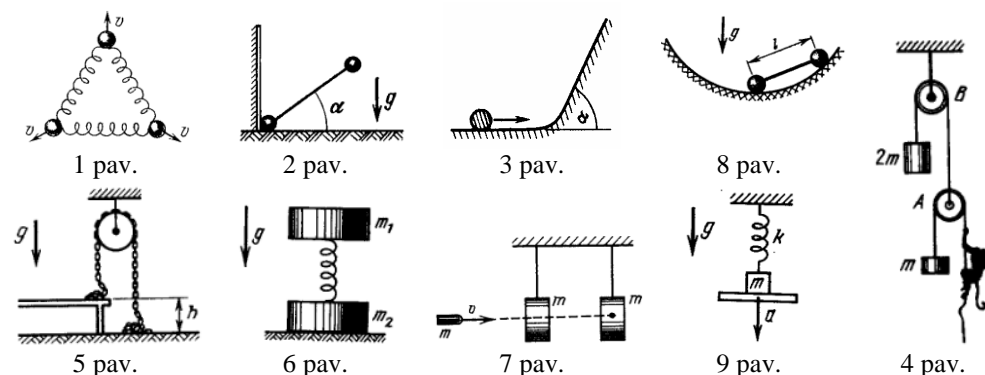 v
v
v
1 pav.
α
g
2 pav.
α
3 pav.
g
l
8 pav.
B
2m
A
m
4 pav.
g
h
5 pav.
g
m₁
m₂
6 pav.
m
v
m
m
7 pav.
g
k
m
a
9 pav.